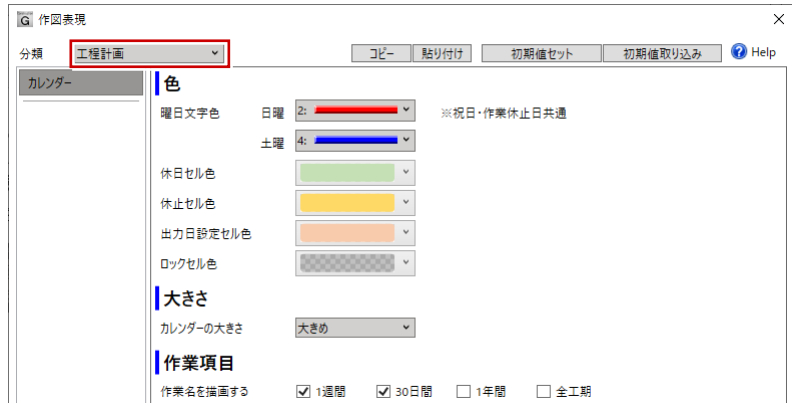 G 作図表現
分類 工程計画 コピー 貼り付け 初期値セット 初期値取り込み ? Help
カレンダー
色
曜日文字色 日曜 2: ※祝日・作業休止日共通
土曜 4:
休日セル色
休止セル色
出力日設定セル色
ロックセル色
大きさ
カレンダーの大きさ 大きめ
作業項目
作業名を描画する 1週間 30日間 1年間 全工期